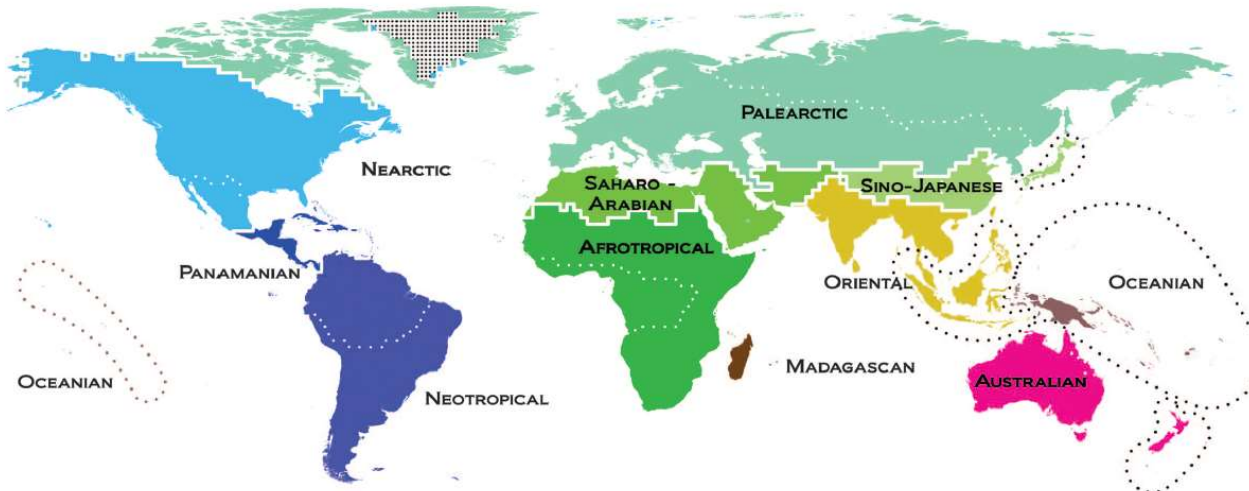 PALEARCTIC
NEARCTIC
SAHARO -
ARABIAN
SINO-JAPANESE
AFROTROPICAL
PANAMANIAN
ORIENTAL
OCEANIAN
OCEANIAN
MADAGASCAN
AUSTRALIAN
NEOTROPICAL